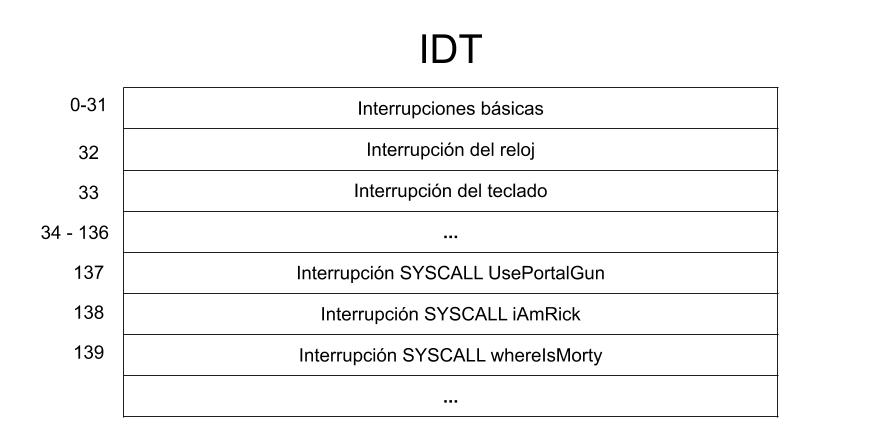 IDT
0-31 Interrupciones básicas
32 Interrupción del reloj
33 Interrupción del teclado
34 - 136 ...
137 Interrupción SYSCALL UsePortalGun
138 Interrupción SYSCALL iAmRick
139 Interrupción SYSCALL whereIsMorty
...